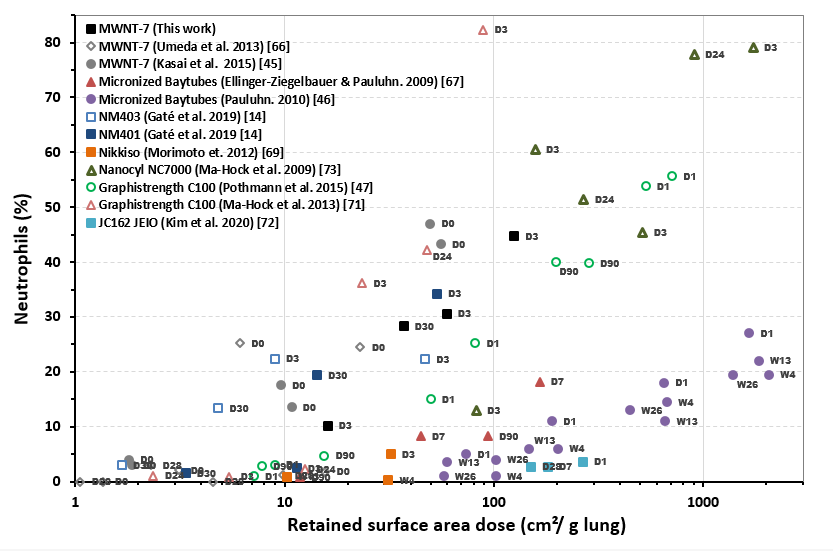 80
70
60
50
40
30
20
10
0
Neutrophils (%)
MWNT-7 (This work)
MWNT-7 (Umeda et al. 2013) [66]
MWNT-7 (Kasai et al. 2015) [45]
Micronized Baytubes (Ellinger-Ziegelbauer & Pauluhn. 2009) [67]
Micronized Baytubes (Pauluhn. 2010) [46]
NM403 (Gaté et al. 2019) [14]
NM401 (Gaté et al. 2019 [14]
Nikkiso (Morimoto et. 2012) [69]
Nanocyl NC7000 (Ma-Hock et al. 2009) [73]
Graphistrength C100 (Pothmann et al. 2015) [47]
Graphistrength C100 (Ma-Hock et al. 2013) [71]
JC162 JEIO (Kim et al. 2020) [72]
D3
D3
D24
D3
D1
D1
D24
D0
D3
D3
D0
D24
D90
D90
D3
D3
D3
D30
D1
W13
W4
W26
D0
D0
D1
D3
D3
D30
D7
D1
D0
D30
D0
D1
D3
W4
W26
D3
D1
W11
D7
D90
W13
W4
D90
D3
D1
W13
W26
D1
D28
D7
D0
D28
D30
D24
D3
D1
D90
W4
W26
W4
1
10
100
1000
Retained surface area dose (cm²/ g lung)